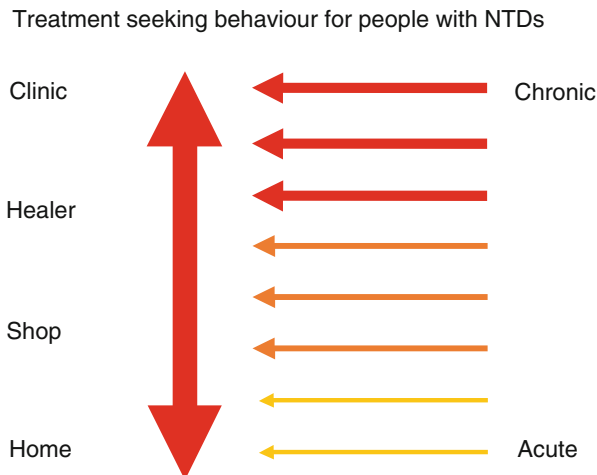 Treatment seeking behaviour for people with NTDs
Clinic
Chronic
Healer
Shop
Home
Acute